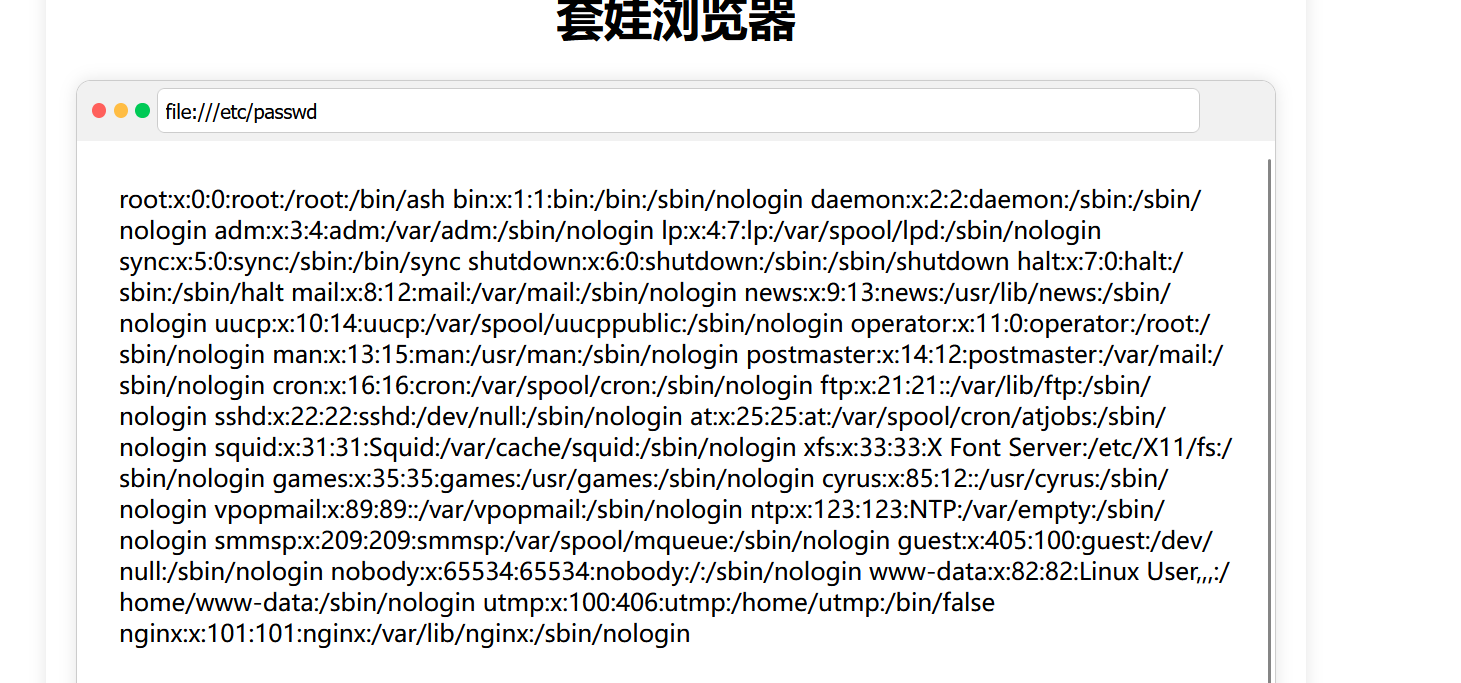 套娃浏览器
file:///etc/passwd
root:x:0:0:root:/root:/bin/ash bin:x:1:1:bin:/bin:/sbin/nologin daemon:x:2:2:daemon:/sbin:/sbin/
nologin adm:x:3:4:adm:/var/adm:/sbin/nologin lp:x:4:7:lp:/var/spool/lpd:/sbin/nologin
sync:x:5:0:sync:/sbin:/bin/sync shutdown:x:6:0:shutdown:/sbin:/sbin/shutdown halt:x:7:0:halt:/
sbin:/sbin/halt mail:x:8:12:mail:/var/mail:/sbin/nologin news:x:9:13:news:/usr/lib/news:/sbin/
nologin uucp:x:10:14:uucp:/var/spool/uucppublic:/sbin/nologin operator:x:11:0:operator:/root:/
sbin/nologin man:x:13:15:man:/usr/man:/sbin/nologin postmaster:x:14:12:postmaster:/var/mail:/
sbin/nologin cron:x:16:16:cron:/var/spool/cron:/sbin/nologin ftp:x:21:21::/var/lib/ftp:/sbin/
nologin sshd:x:22:22:sshd:/dev/null:/sbin/nologin at:x:25:25:at:/var/spool/cron/atjobs:/sbin/
nologin squid:x:31:31:Squid:/var/cache/squid:/sbin/nologin xfs:x:33:33:X Font Server:/etc/X11/fs:/
sbin/nologin games:x:35:35:games:/usr/games:/sbin/nologin cyrus:x:85:12::/usr/cyrus:/sbin/
nologin vpopmail:x:89:89::/var/vpopmail:/sbin/nologin ntp:x:123:123:NTP:/var/empty:/sbin/
nologin smmsp:x:209:209:smmsp:/var/spool/mqueue:/sbin/nologin guest:x:405:100:guest:/dev/
null:/sbin/nologin nobody:x:65534:65534:nobody:/:/sbin/nologin www-data:x:82:82:Linux User,,,:/
home/www-data:/sbin/nologin utmp:x:100:406:utmp:/home/utmp:/bin/false
nginx:x:101:101:nginx:/var/lib/nginx:/sbin/nologin